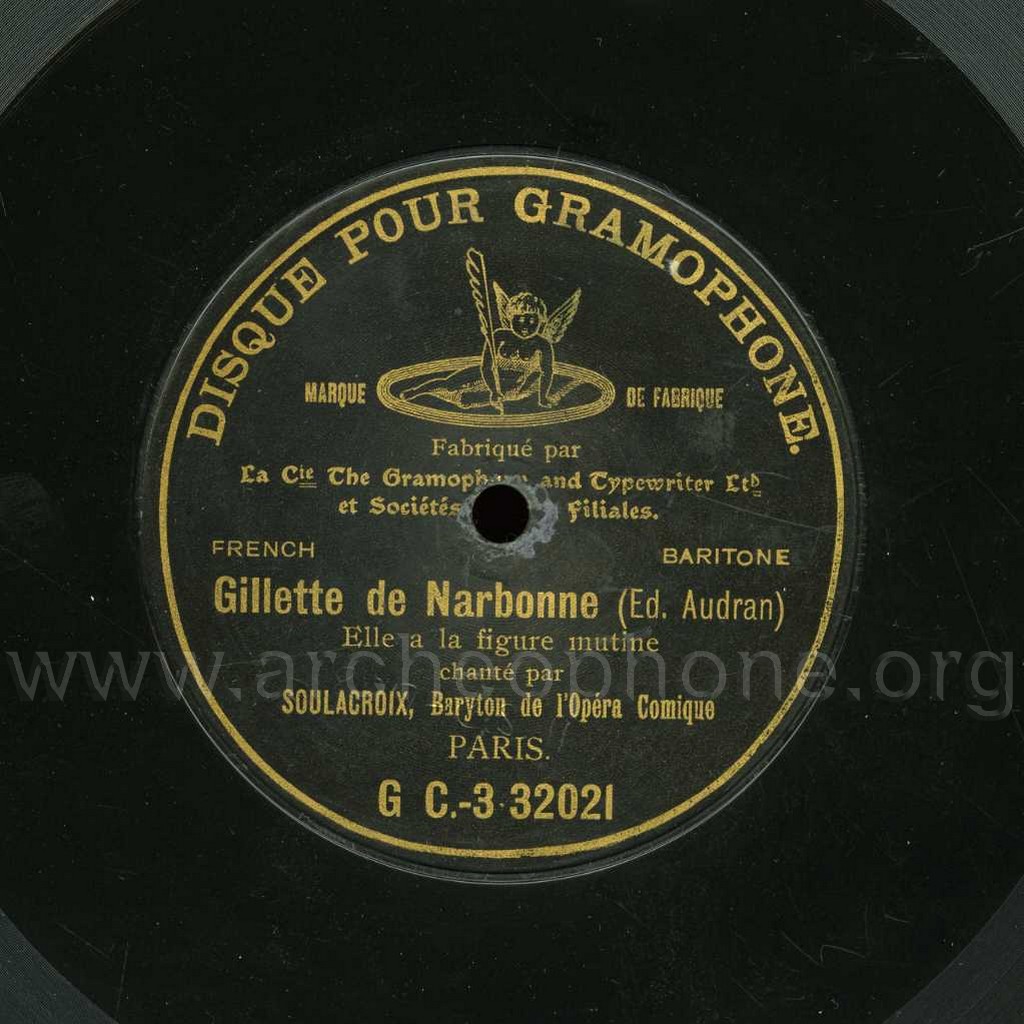 DISQUE POUR GRAMOPHONE.
MARQUE DE FABRIQUE
Fabriqué par
La Cie The and Typewriter Ltd
et Sociétés Filiales.
FRENCH BARITONE
Gillette de Narbonne (Ed. Audran)
Elle a la figure mutine
www.archeophone.org
chanté par
SOULACROIX, Baryton de l'Opéra Comique
PARIS.
G C.-3-32021